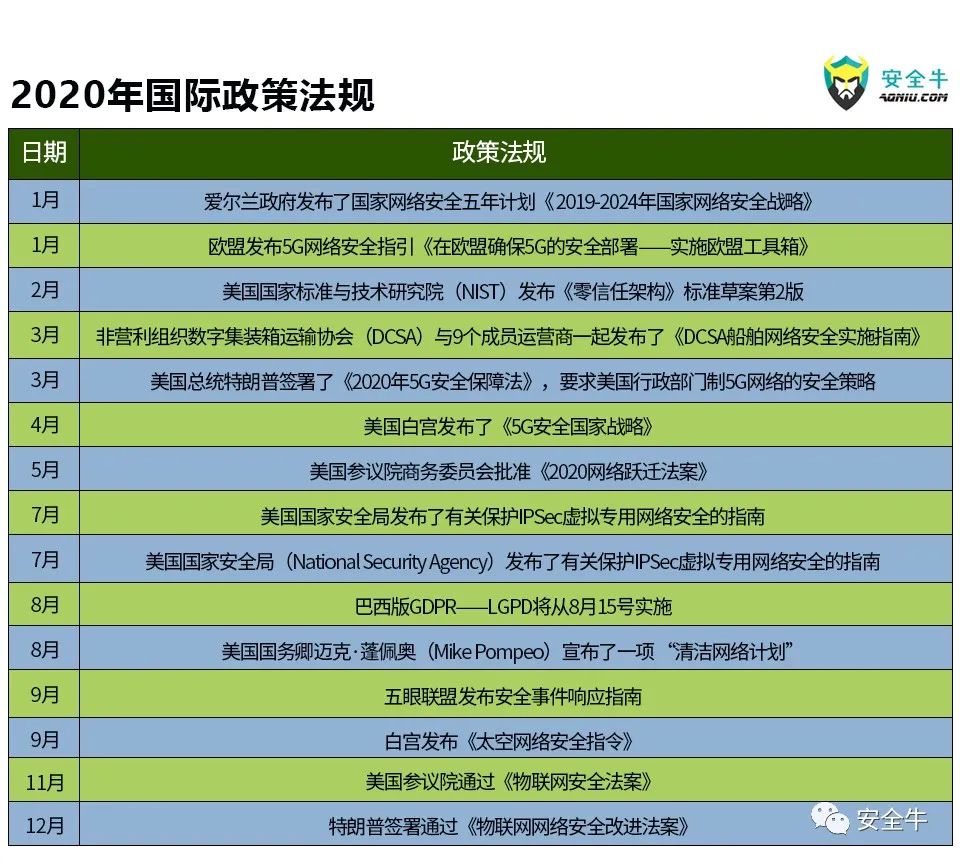 2020年国际政策法规
安全牛
AQNIU.COM
日期 政策法规
1月 爱尔兰政府发布了国家网络安全五年计划《2019-2024年国家网络安全战略》
1月 欧盟发布5G网络安全指引《在欧盟确保5G的安全部署——实施欧盟工具箱》
2月 美国国家标准与技术研究院（NIST）发布《零信任架构》标准草案第2版
3月 非营利组织数字集装箱运输协会（DCSA）与9个成员运营商一起发布了《DCSA船舶网络安全实施指南》
3月 美国总统特朗普签署了《2020年5G安全保障法》，要求美国行政部门制5G网络的安全策略
4月 美国白宫发布了《5G安全国家战略》
5月 美国参议院商务委员会批准《2020网络跃迁法案》
7月 美国国家安全局发布了有关保护IPSec虚拟专用网络安全的指南
7月 美国国家安全局（National Security Agency）发布了有关保护IPSec虚拟专用网络安全的指南
8月 巴西版GDPR——LGPD将从8月15号实施
8月 美国国务卿迈克·蓬佩奥（Mike Pompeo）宣布了一项 “清洁网络计划”
9月 五眼联盟发布安全事件响应指南
9月 白宫发布《太空网络安全指令》
11月 美国参议院通过《物联网安全法案》
12月 特朗普签署通过《物联网网络安全改进法案》
安全牛